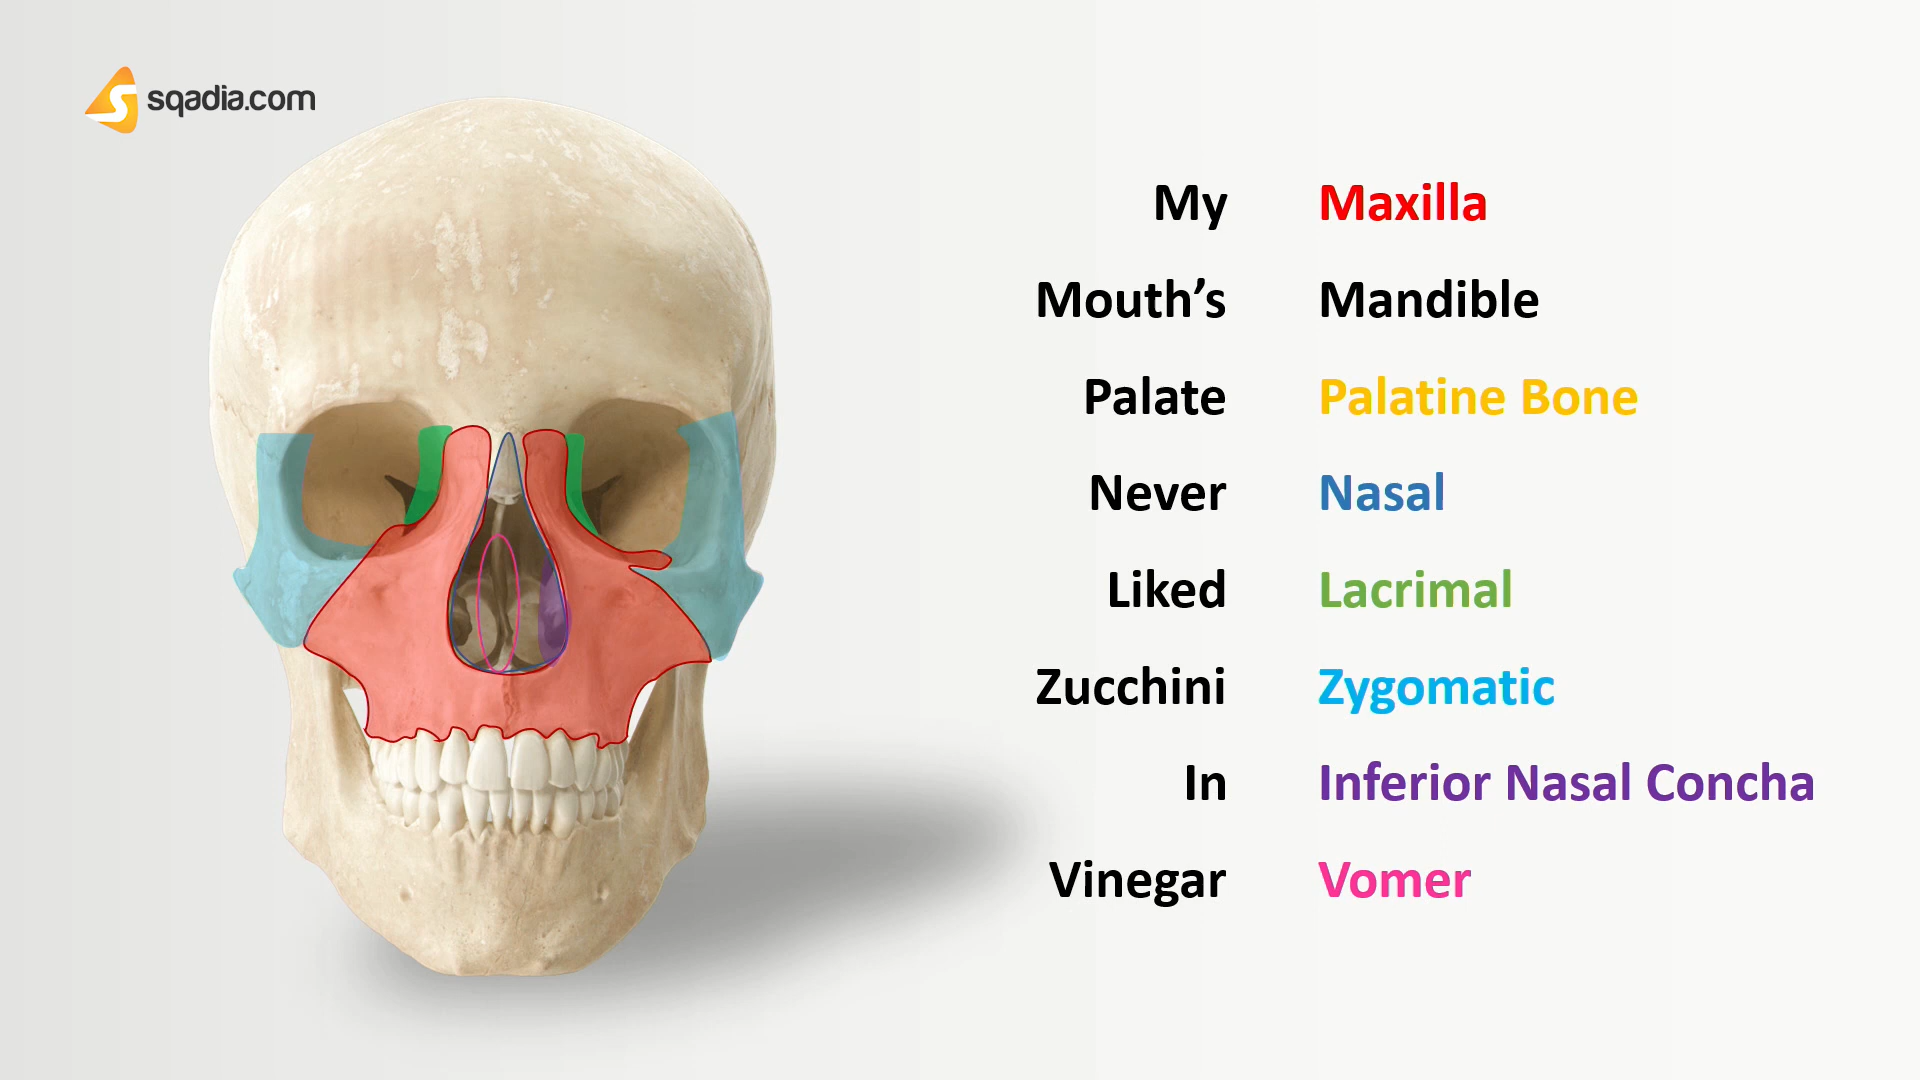 sqadia.com
My Maxilla
Mouth’s Mandible
Palate Palatine Bone
Never Nasal
Liked Lacrimal
Zucchini Zygomatic
In Inferior Nasal Concha
Vinegar Vomer